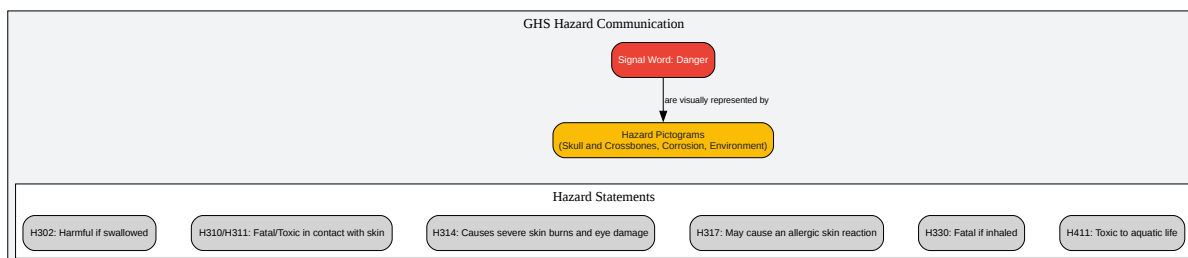 GHS Hazard Communication
Signal Word: Danger
are visually represented by
Hazard Pictograms
(Skull and Crossbones, Corrosion, Environment)
Hazard Statements
H302: Harmful if swallowed
H310/H311: Fatal/Toxic in contact with skin
H314: Causes severe skin burns and eye damage
H317: May cause an allergic skin reaction
H330: Fatal if inhaled
H411: Toxic to aquatic life